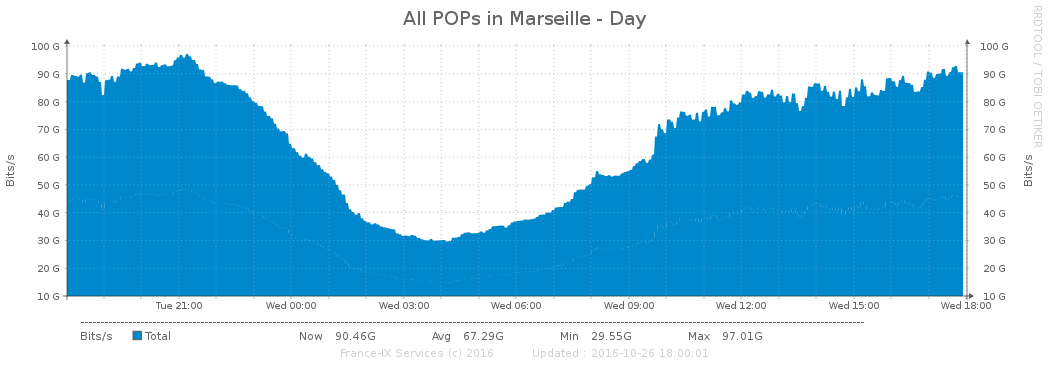 All POPs in Marseille - Day
RRDTOOL / TOBI OETIKER
100 G 100 G
90 G 90 G
80 G 80 G
70 G 70 G
60 G 60 G
50 G 50 G
40 G 40 G
30 G 30 G
20 G 20 G
10 G 10 G
Bits/s Bits/s
Tue 21:00 Wed 00:00 Wed 03:00 Wed 06:00 Wed 09:00 Wed 12:00 Wed 15:00 Wed 18:00
Bits/s Total Now 90.46G Avg 67.29G Min 29.55G Max 97.01G
France-IX Services (c) 2016 Updated : 2016-10-26 18:00:01